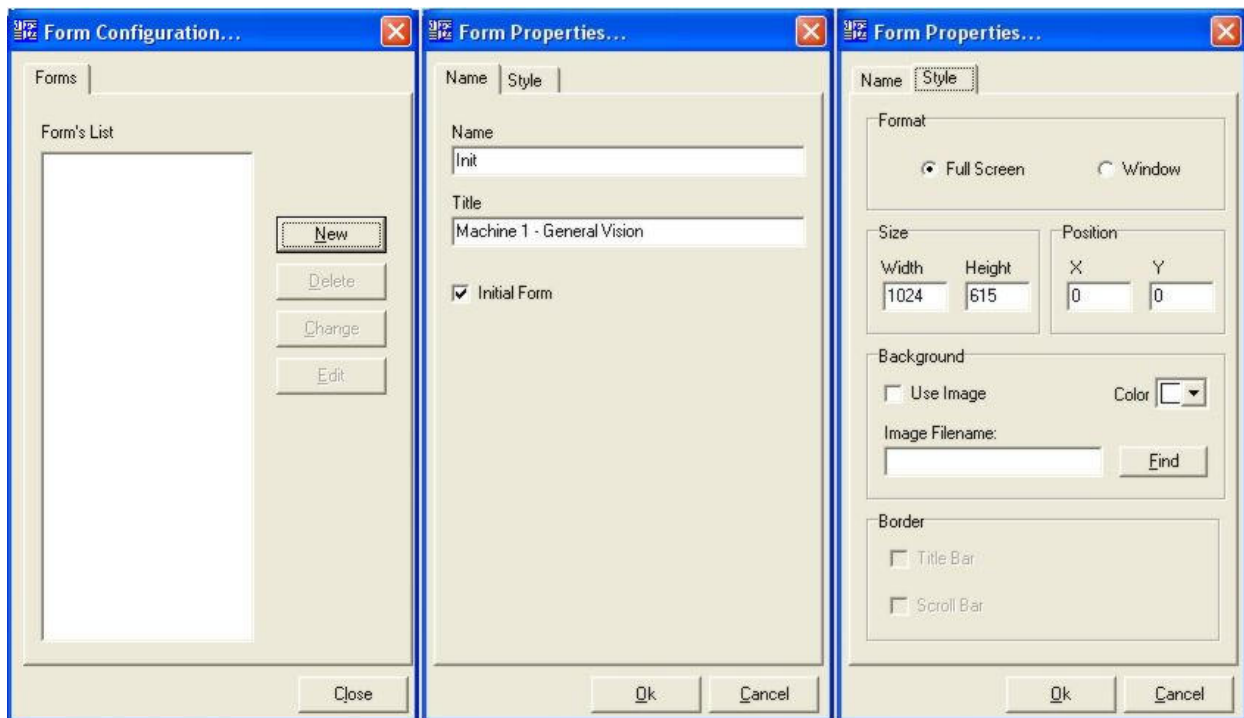 Form Configuration...
Forms
Form's List
New
Delete
Change
Edit
Close
Form Properties...
Name Style
Name
Init
Title
Machine 1 - General Vision
Initial Form
Ok Cancel
Form Properties...
Name Style
Format
Full Screen Window
Size Position
Width Height X Y
1024 615 0 0
Background
Use Image Color
Image Filename:
Find
Border
Title Bar
Scroll Bar
Ok Cancel